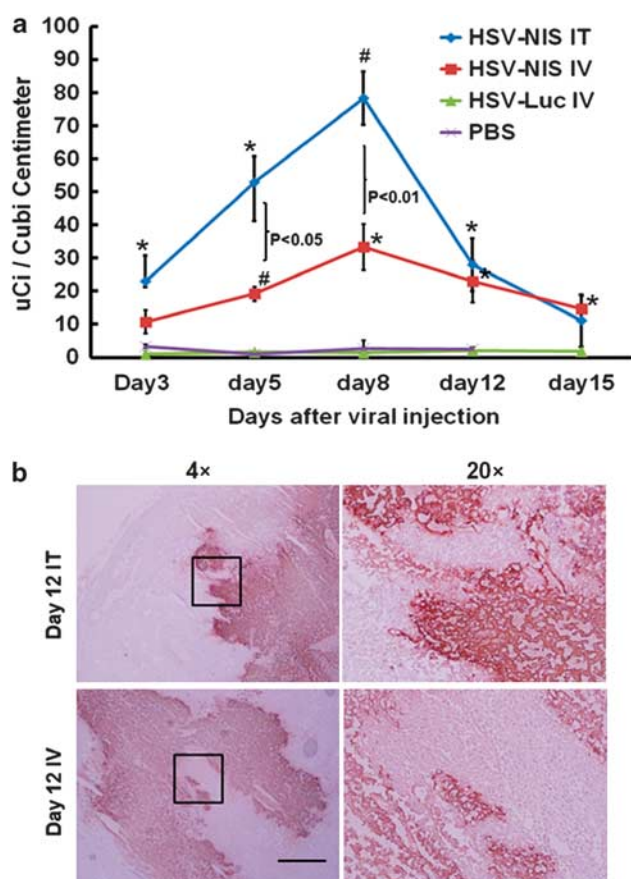 a
100
90
80
70
60
50
40
30
20
10
0
uCi / Cubi Centimeter
HSV-NIS IT
HSV-NIS IV
HSV-Luc IV
PBS
*
*
#
*
#
*
*
*
P<0.05
P<0.01
Day3 day5 day8 day12 day15
Days after viral injection
b
4× 20×
Day 12 IT
Day 12 IV